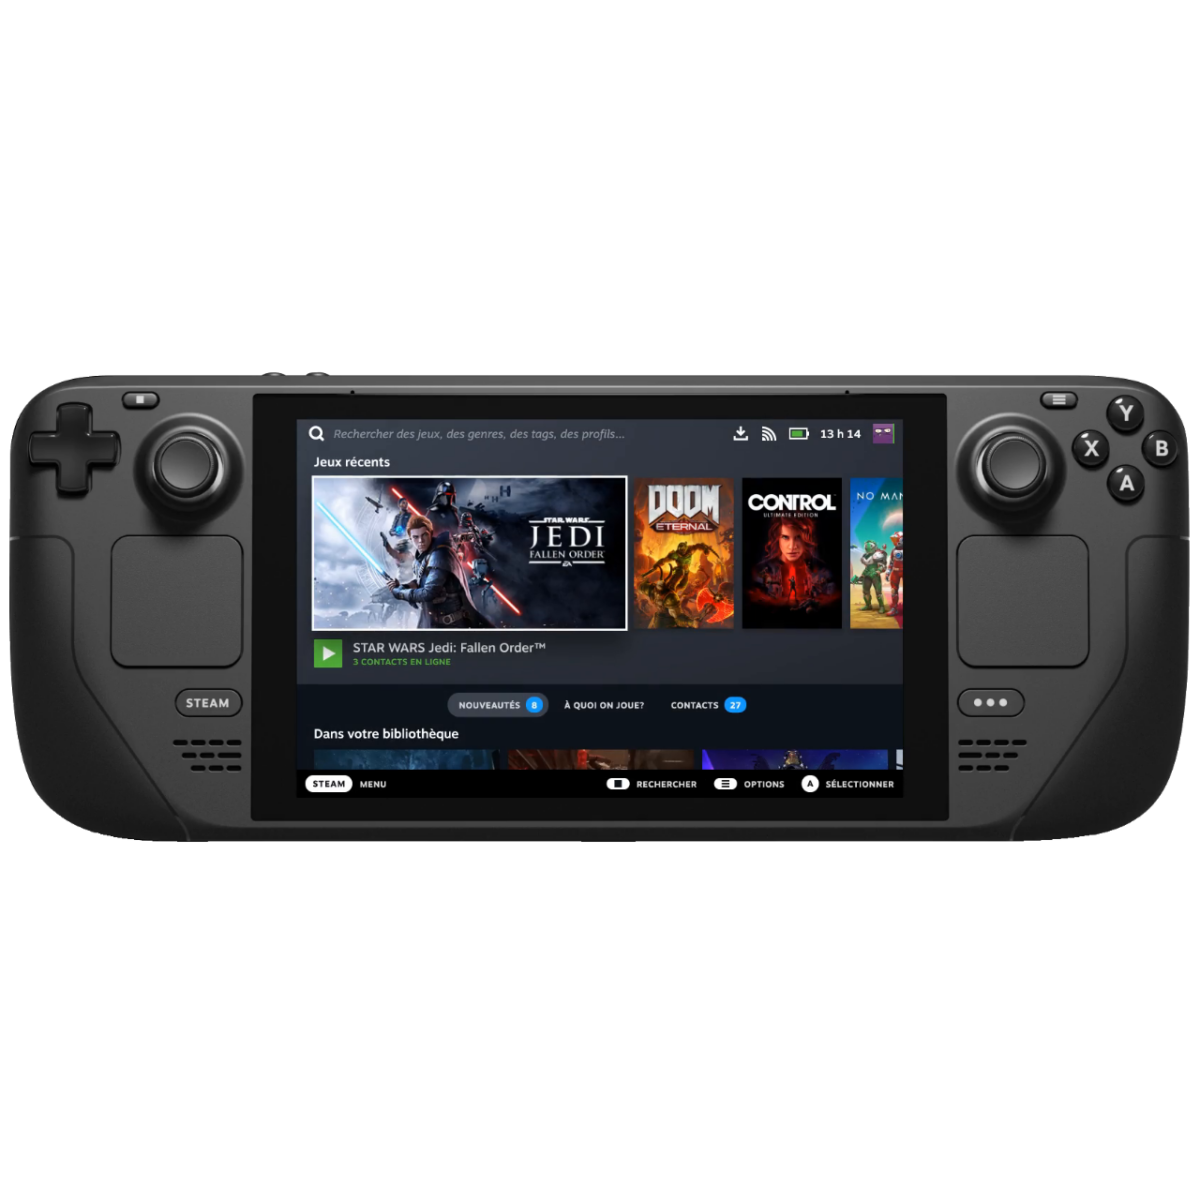 Y
X
B
A
Rechercher des jeux, des genres, des tags, des profils...
13 h 14
Jeux récents
STAR WARS
JEDI
FALLEN ORDER
EA
DOOM
ETERNAL
CONTROL
ULTIMATE EDITION
NO MAN
STAR WARS Jedi: Fallen Order™
3 CONTACTS EN LIGNE
STEAM
NOUVEAUTÉS 8
À QUOI ON JOUE?
CONTACTS 27
Dans votre bibliothèque
STEAM MENU
RECHERCHER
OPTIONS
A SÉLECTIONNER